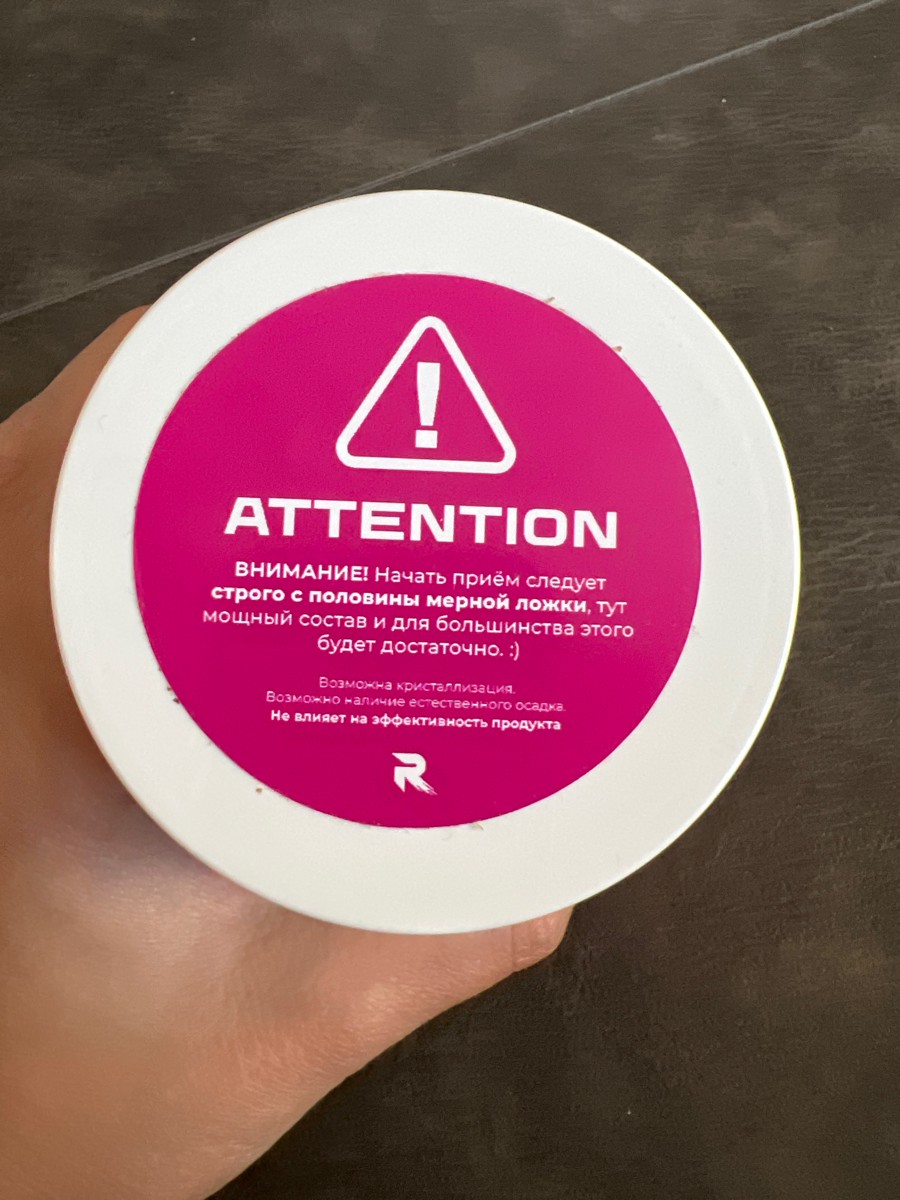 ATTENTION
ВНИМАНИЕ! Начать приём следует
строго с половины мерной ложки, тут
мощный состав и для большинства этого
будет достаточно. :)
Возможна кристаллизация.
Возможно наличие естественного осадка.
Не влияет на эффективность продукта
R